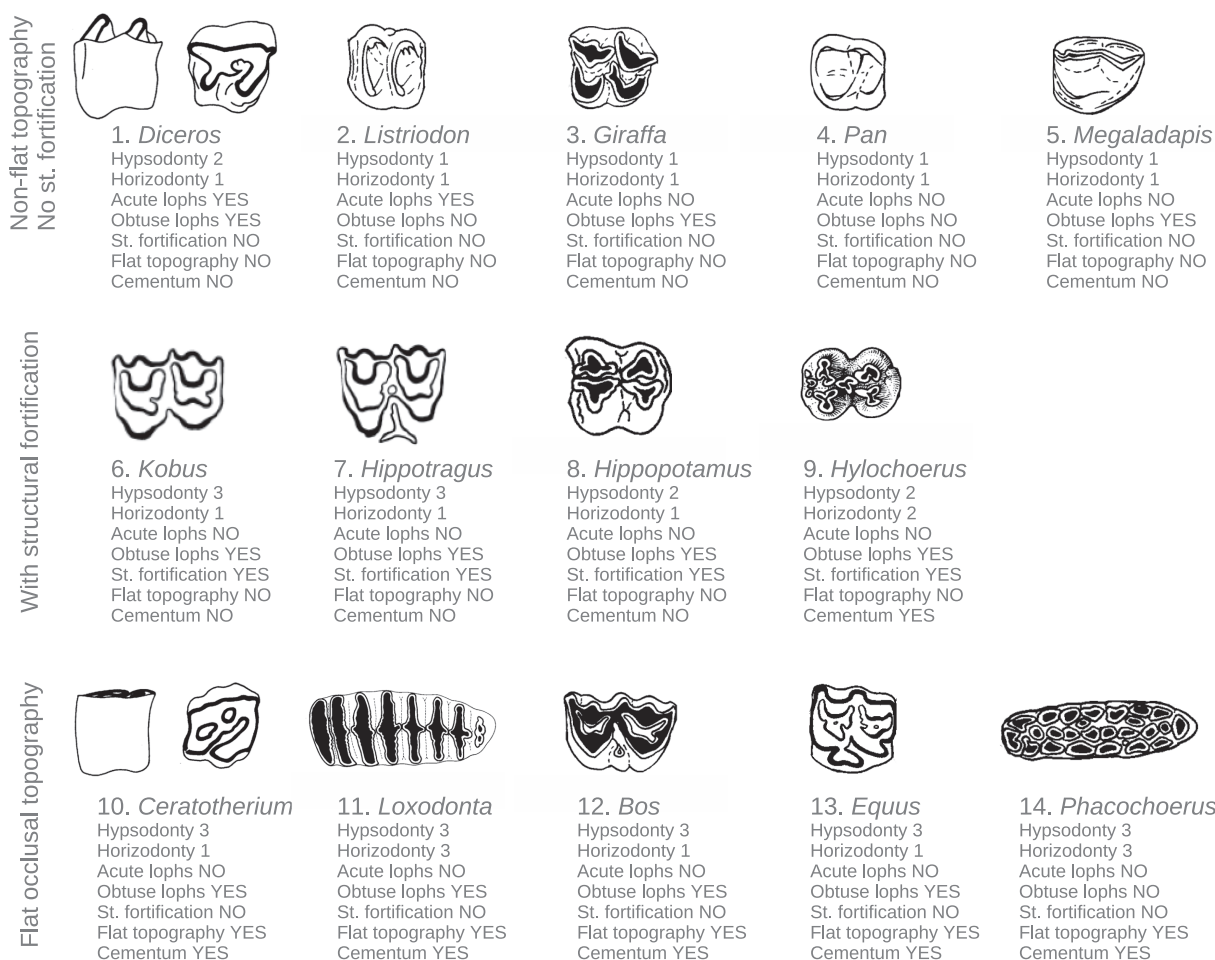 Non-flat topography
No st. fortification
1. Diceros
Hypsodonty 2
Horizodonty 1
Acute lophs YES
Obtuse lophs YES
St. fortification NO
Flat topography NO
Cementum NO
2. Listriodon
Hypsodonty 1
Horizodonty 1
Acute lophs YES
Obtuse lophs NO
St. fortification NO
Flat topography NO
Cementum NO
3. Giraffa
Hypsodonty 1
Horizodonty 1
Acute lophs NO
Obtuse lophs YES
St. fortification NO
Flat topography NO
Cementum NO
4. Pan
Hypsodonty 1
Horizodonty 1
Acute lophs NO
Obtuse lophs NO
St. fortification NO
Flat topography NO
Cementum NO
5. Megaladapis
Hypsodonty 1
Horizodonty 1
Acute lophs NO
Obtuse lophs YES
St. fortification NO
Flat topography NO
Cementum NO
With structural fortification
6. Kobus
Hypsodonty 3
Horizodonty 1
Acute lophs NO
Obtuse lophs YES
St. fortification YES
Flat topography NO
Cementum NO
7. Hippotragus
Hypsodonty 3
Horizodonty 1
Acute lophs NO
Obtuse lophs YES
St. fortification YES
Flat topography NO
Cementum NO
8. Hippopotamus
Hypsodonty 2
Horizodonty 1
Acute lophs NO
Obtuse lophs YES
St. fortification YES
Flat topography NO
Cementum NO
9. Hylochoerus
Hypsodonty 2
Horizodonty 2
Acute lophs NO
Obtuse lophs YES
St. fortification YES
Flat topography NO
Cementum YES
Flat occlusal topography
10. Ceratotherium
Hypsodonty 3
Horizodonty 1
Acute lophs NO
Obtuse lophs YES
St. fortification NO
Flat topography YES
Cementum YES
11. Loxodonta
Hypsodonty 3
Horizodonty 3
Acute lophs NO
Obtuse lophs YES
St. fortification NO
Flat topography YES
Cementum YES
12. Bos
Hypsodonty 3
Horizodonty 1
Acute lophs NO
Obtuse lophs YES
St. fortification NO
Flat topography YES
Cementum YES
13. Equus
Hypsodonty 3
Horizodonty 1
Acute lophs NO
Obtuse lophs YES
St. fortification NO
Flat topography YES
Cementum YES
14. Phacochoerus
Hypsodonty 3
Horizodonty 3
Acute lophs NO
Obtuse lophs NO
St. fortification NO
Flat topography YES
Cementum YES